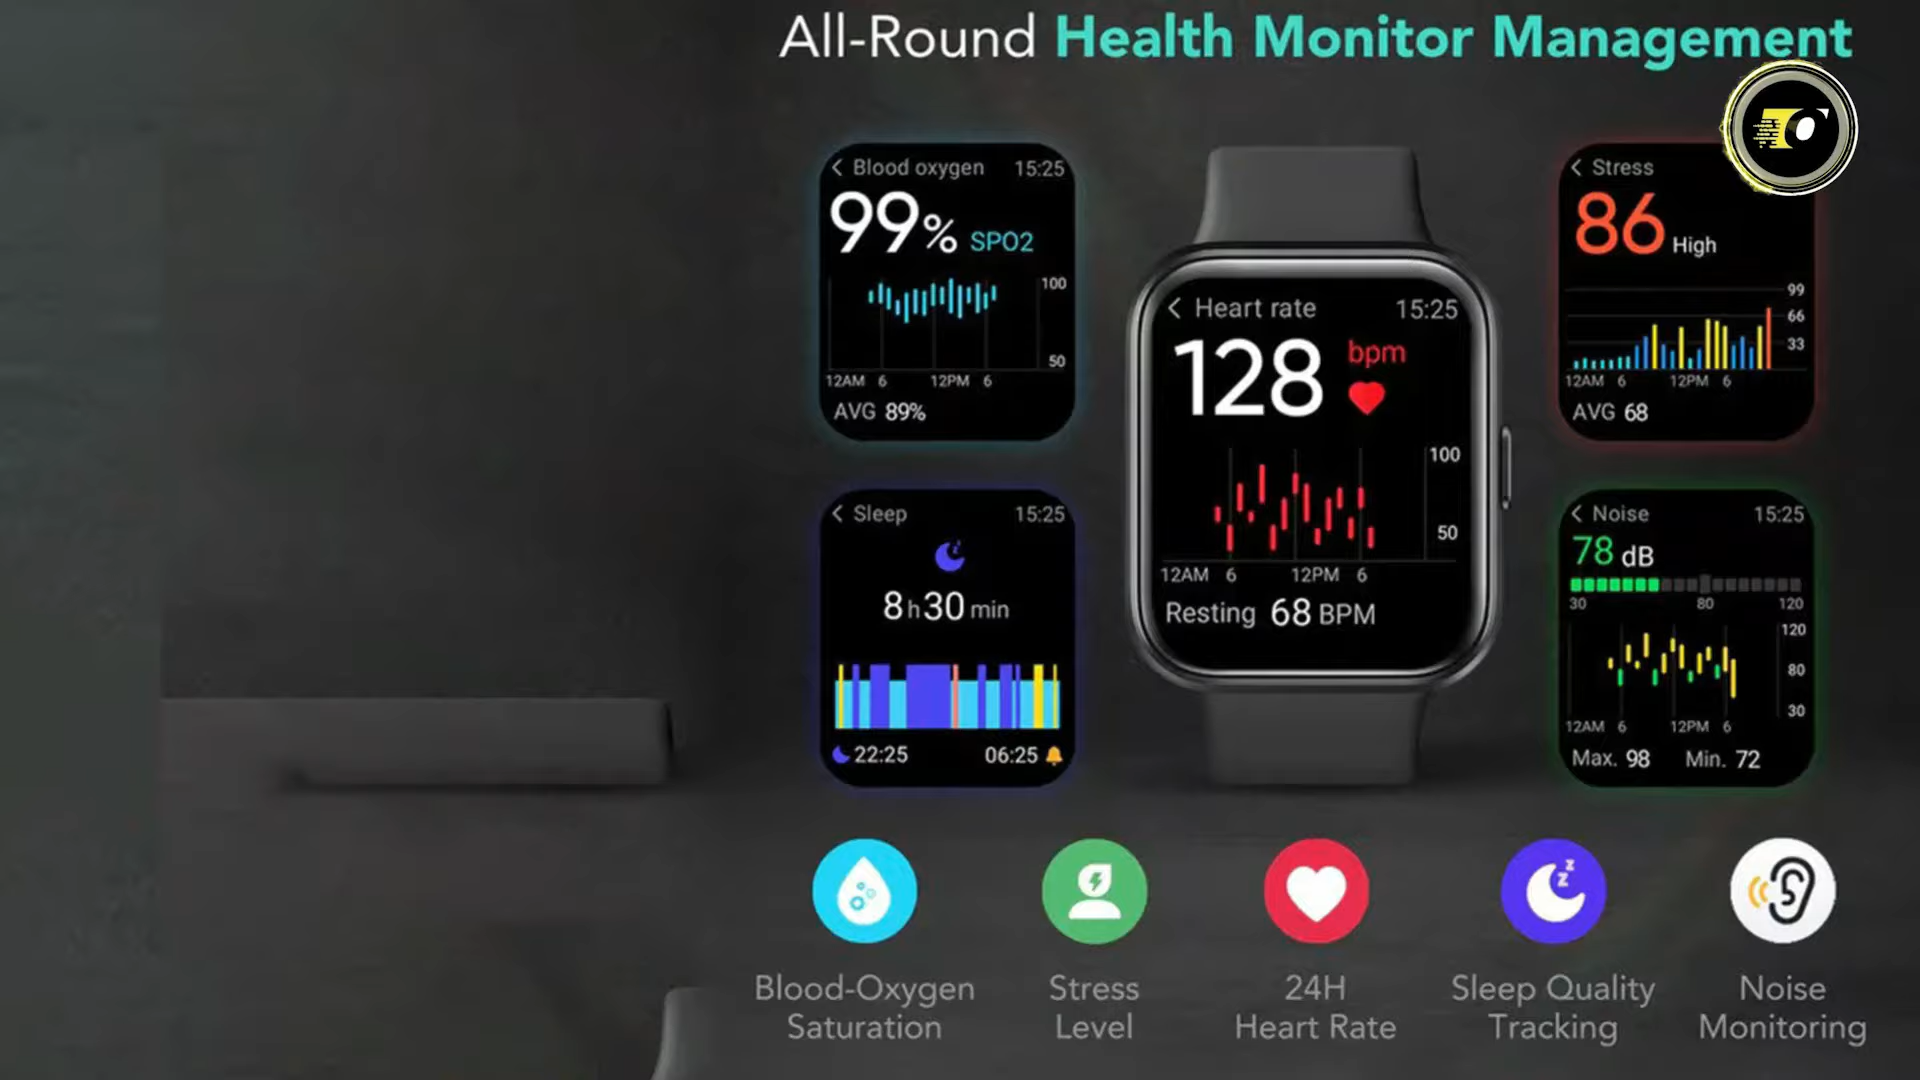 All-Round Health Monitor Management
TC
Blood oxygen 15:25
99% SPO2
100
50
12AM 6 12PM 6
AVG 89%
Sleep 15:25
8h30min
22:25 06:25
Heart rate 15:25
128 bpm
100
50
12AM 6 12PM 6
Resting 68 BPM
Stress
86 High
99
66
33
12AM 6 12PM 6
AVG 68
Noise 15:25
78 dB
30 80 120
120
80
30
12AM 6 12PM 6
Max. 98 Min. 72
Blood-Oxygen
Saturation
Stress
Level
24H
Heart Rate
Sleep Quality
Tracking
Noise
Monitoring